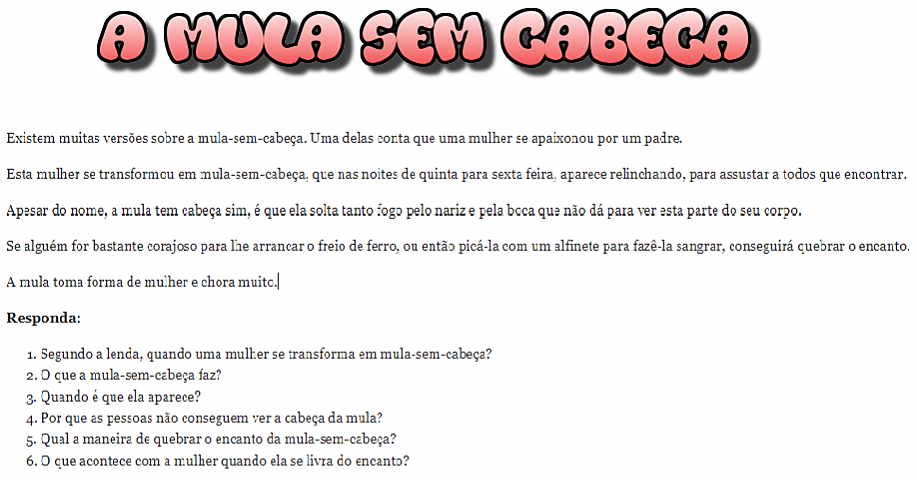 A MULA SEM CABEÇA
Existem muitas versões sobre a mula-sem-cabeça. Uma delas conta que uma mulher se apaixonou por um padre.
Esta mulher se transformou em mula-sem-cabeça, que nas noites de quinta para sexta feira, aparece relinchando, para assustar a todos que encontrar.
Apesar do nome, a mula tem cabeça sim, é que ela solta tanto fogo pelo nariz e pela boca que não dá para ver esta parte do seu corpo.
Se alguém for bastante corajoso para lhe arrancar o freio de ferro, ou então picá-la com um alfinete para fazê-la sangrar, conseguirá quebrar o encanto.
A mula toma forma de mulher e chora muito.
Responda:
1. Segundo a lenda, quando uma mulher se transforma em mula-sem-cabeça?
2. O que a mula-sem-cabeça faz?
3. Quando é que ela aparece?
4. Por que as pessoas não conseguem ver a cabeça da mula?
5. Qual a maneira de quebrar o encanto da mula-sem-cabeça?
6. O que acontece com a mulher quando ela se livra do encanto?